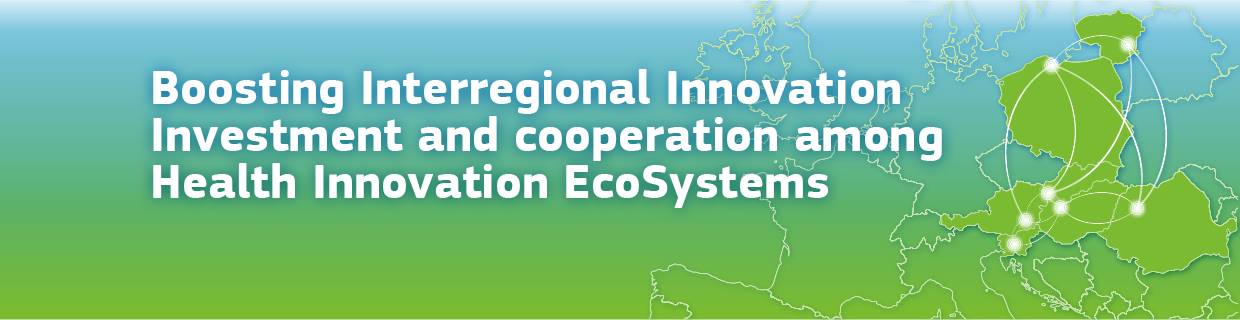 Boosting Interregional Innovation
Investment and cooperation among
Health Innovation EcoSystems